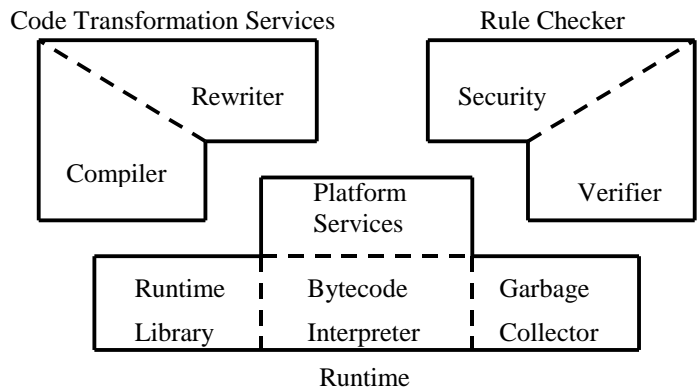 Code Transformation Services
Rule Checker
Rewriter
Security
Compiler
Verifier
Platform
Services
Runtime
Library
Bytecode
Interpreter
Garbage
Collector
Runtime